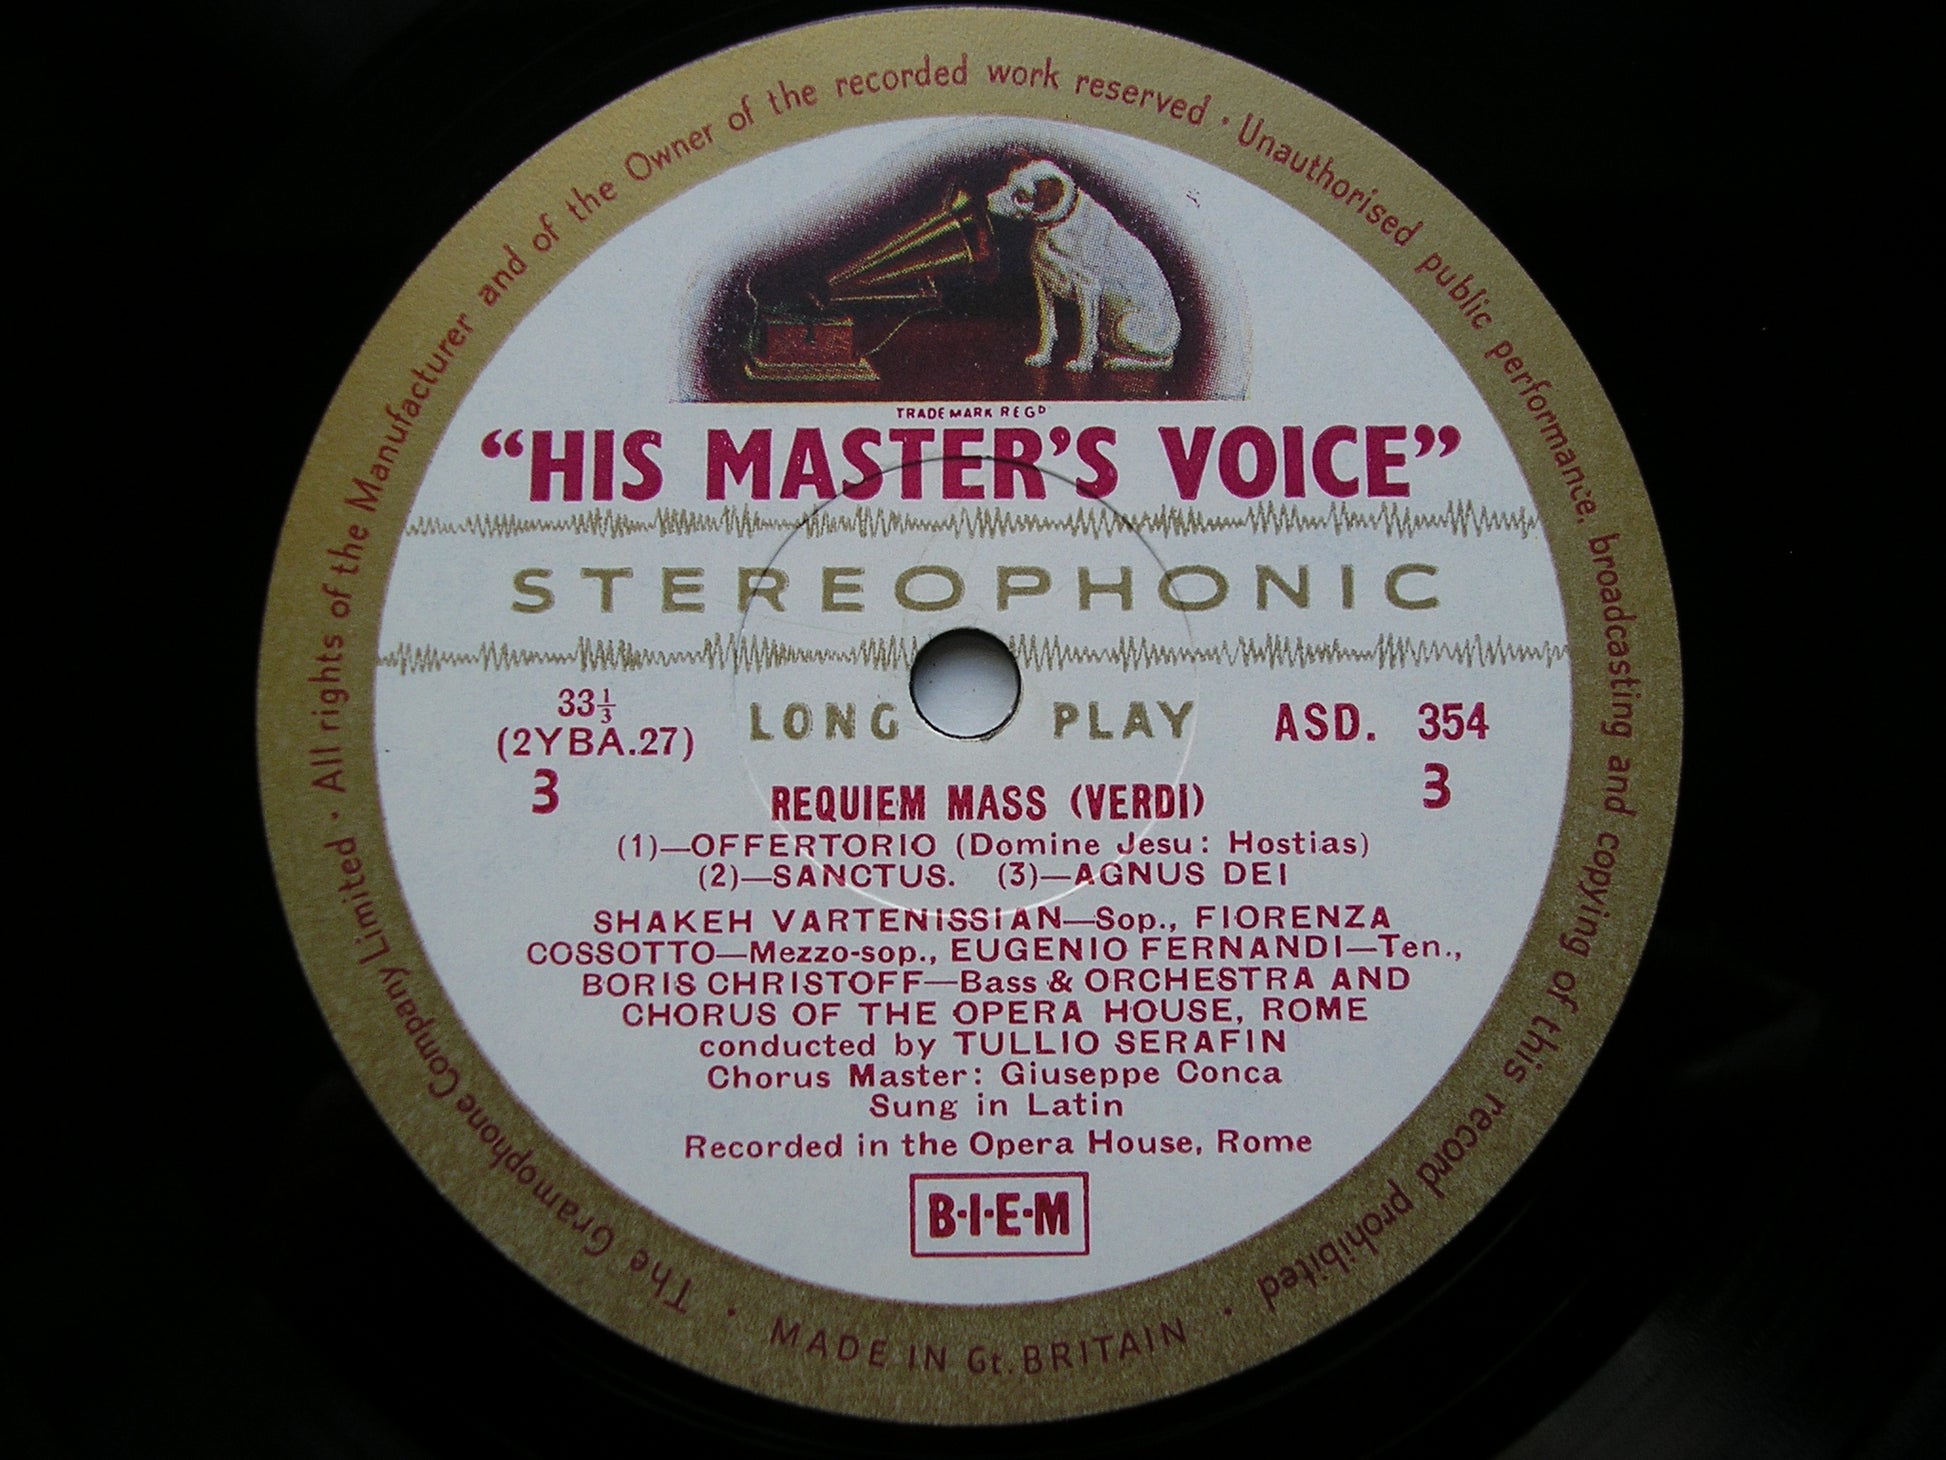 The Gramophone Company Limited · All rights of the Manufacturer and of the Owner of the recorded work reserved · Unauthorised public performance, broadcasting and copying of this record prohibited ·
TRADE MARK REGD
“HIS MASTER’S VOICE”
STEREOPHONIC
33⅓ LONG PLAY ASD. 354
(2YBA.27)
3 3
REQUIEM MASS (VERDI)
(1)—OFFERTORIO (Domine Jesu: Hostias)
(2)—SANCTUS. (3)—AGNUS DEI
SHAKEH VARTENISSIAN—Sop., FIORENZA
COSSOTTO—Mezzo-sop., EUGENIO FERNANDI—Ten.,
BORIS CHRISTOFF—Bass & ORCHESTRA AND
CHORUS OF THE OPERA HOUSE, ROME
conducted by TULLIO SERAFIN
Chorus Master: Giuseppe Conca
Sung in Latin
Recorded in the Opera House, Rome
B·I·E·M
MADE IN Gt. BRITAIN